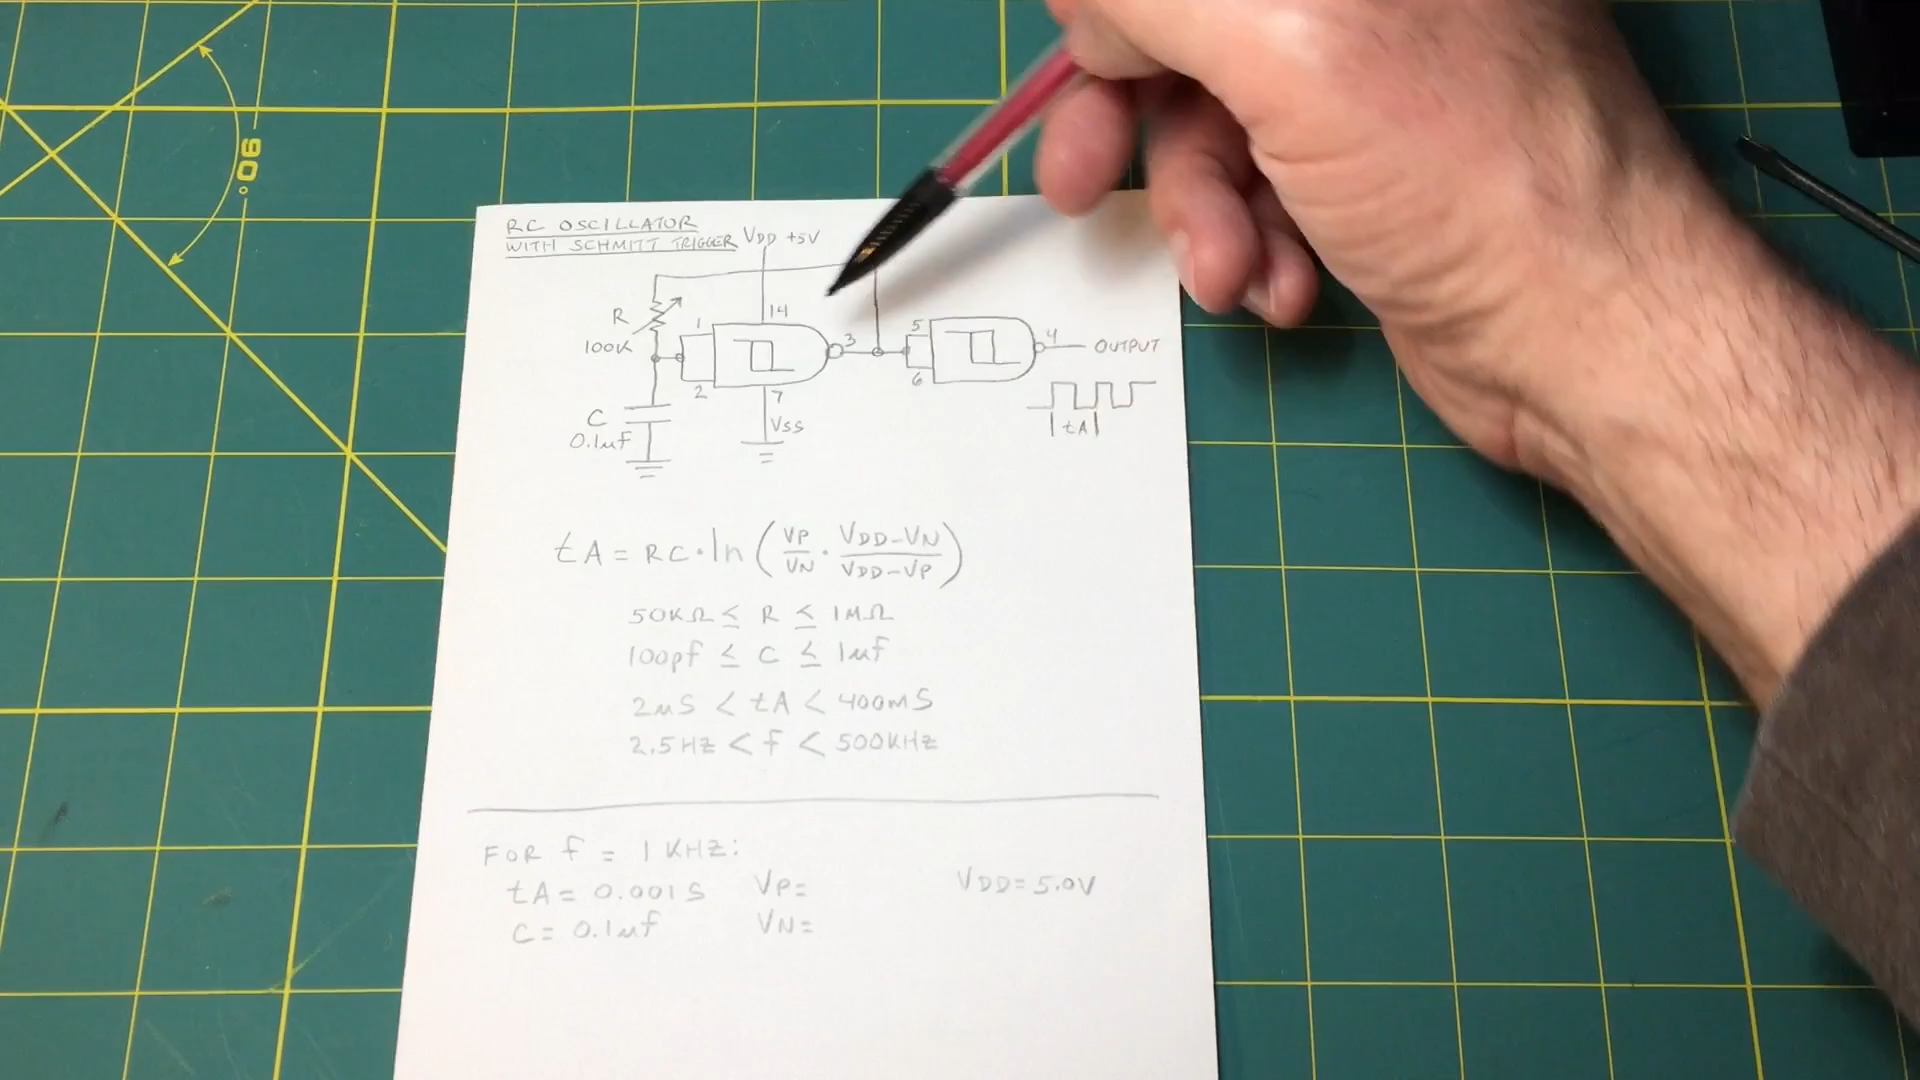 RC OSCILLATOR
WITH SCHMITT TRIGGER
VDD +5V
R
100K
C
0.1uf
1
2
14
7
VSS
3
5
6
4
OUTPUT
tA
tA = RC · ln (VP/VN · VDD-VN/VDD-VP)
50KΩ ≤ R ≤ 1MΩ
100pf ≤ C ≤ 1uf
2uS < tA < 400mS
2.5HZ < f < 500KHZ
FOR f = 1 KHZ:
tA = 0.001S VP= VDD= 5.0V
C= 0.1uf VN=
90°